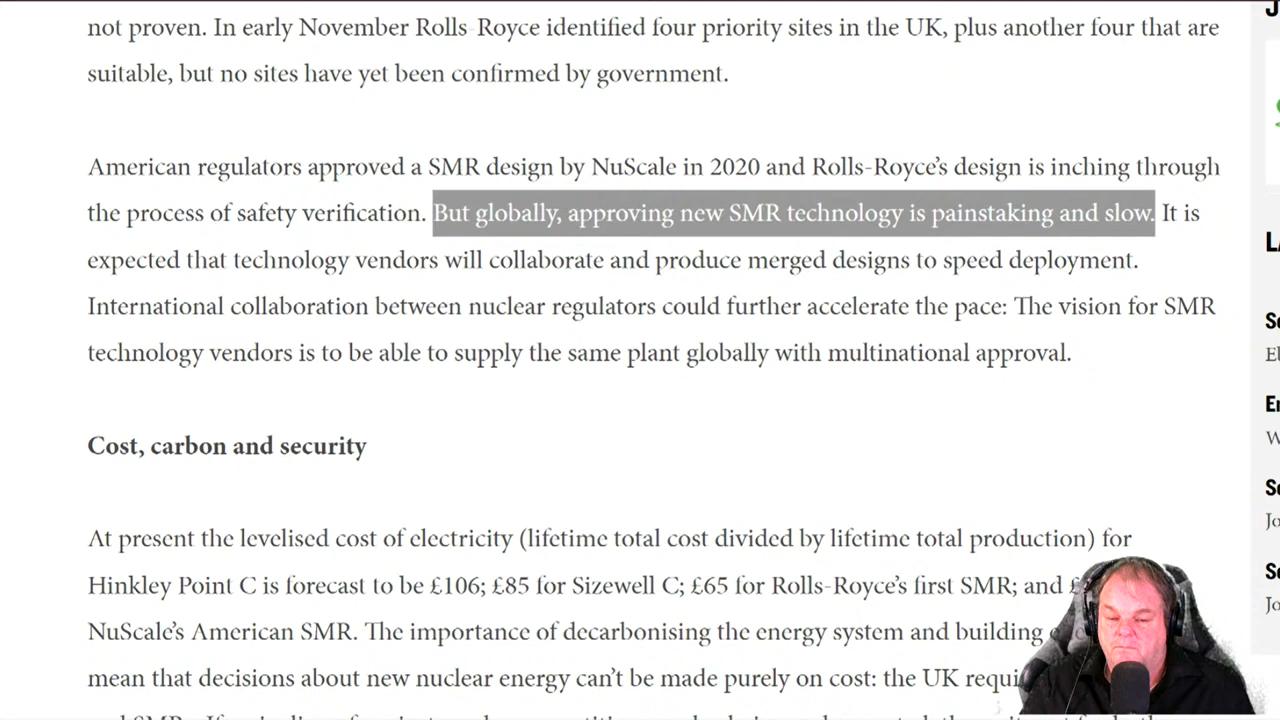 not proven. In early November Rolls-Royce identified four priority sites in the UK, plus another four that are
suitable, but no sites have yet been confirmed by government.
American regulators approved a SMR design by NuScale in 2020 and Rolls-Royce’s design is inching through
the process of safety verification. But globally, approving new SMR technology is painstaking and slow. It is
expected that technology vendors will collaborate and produce merged designs to speed deployment.
International collaboration between nuclear regulators could further accelerate the pace: The vision for SMR
technology vendors is to be able to supply the same plant globally with multinational approval.
Cost, carbon and security
At present the levelised cost of electricity (lifetime total cost divided by lifetime total production) for
Hinkley Point C is forecast to be £106; £85 for Sizewell C; £65 for Rolls-Royce’s first SMR; and
NuScale’s American SMR. The importance of decarbonising the energy system and building
mean that decisions about new nuclear energy can’t be made purely on cost: the UK